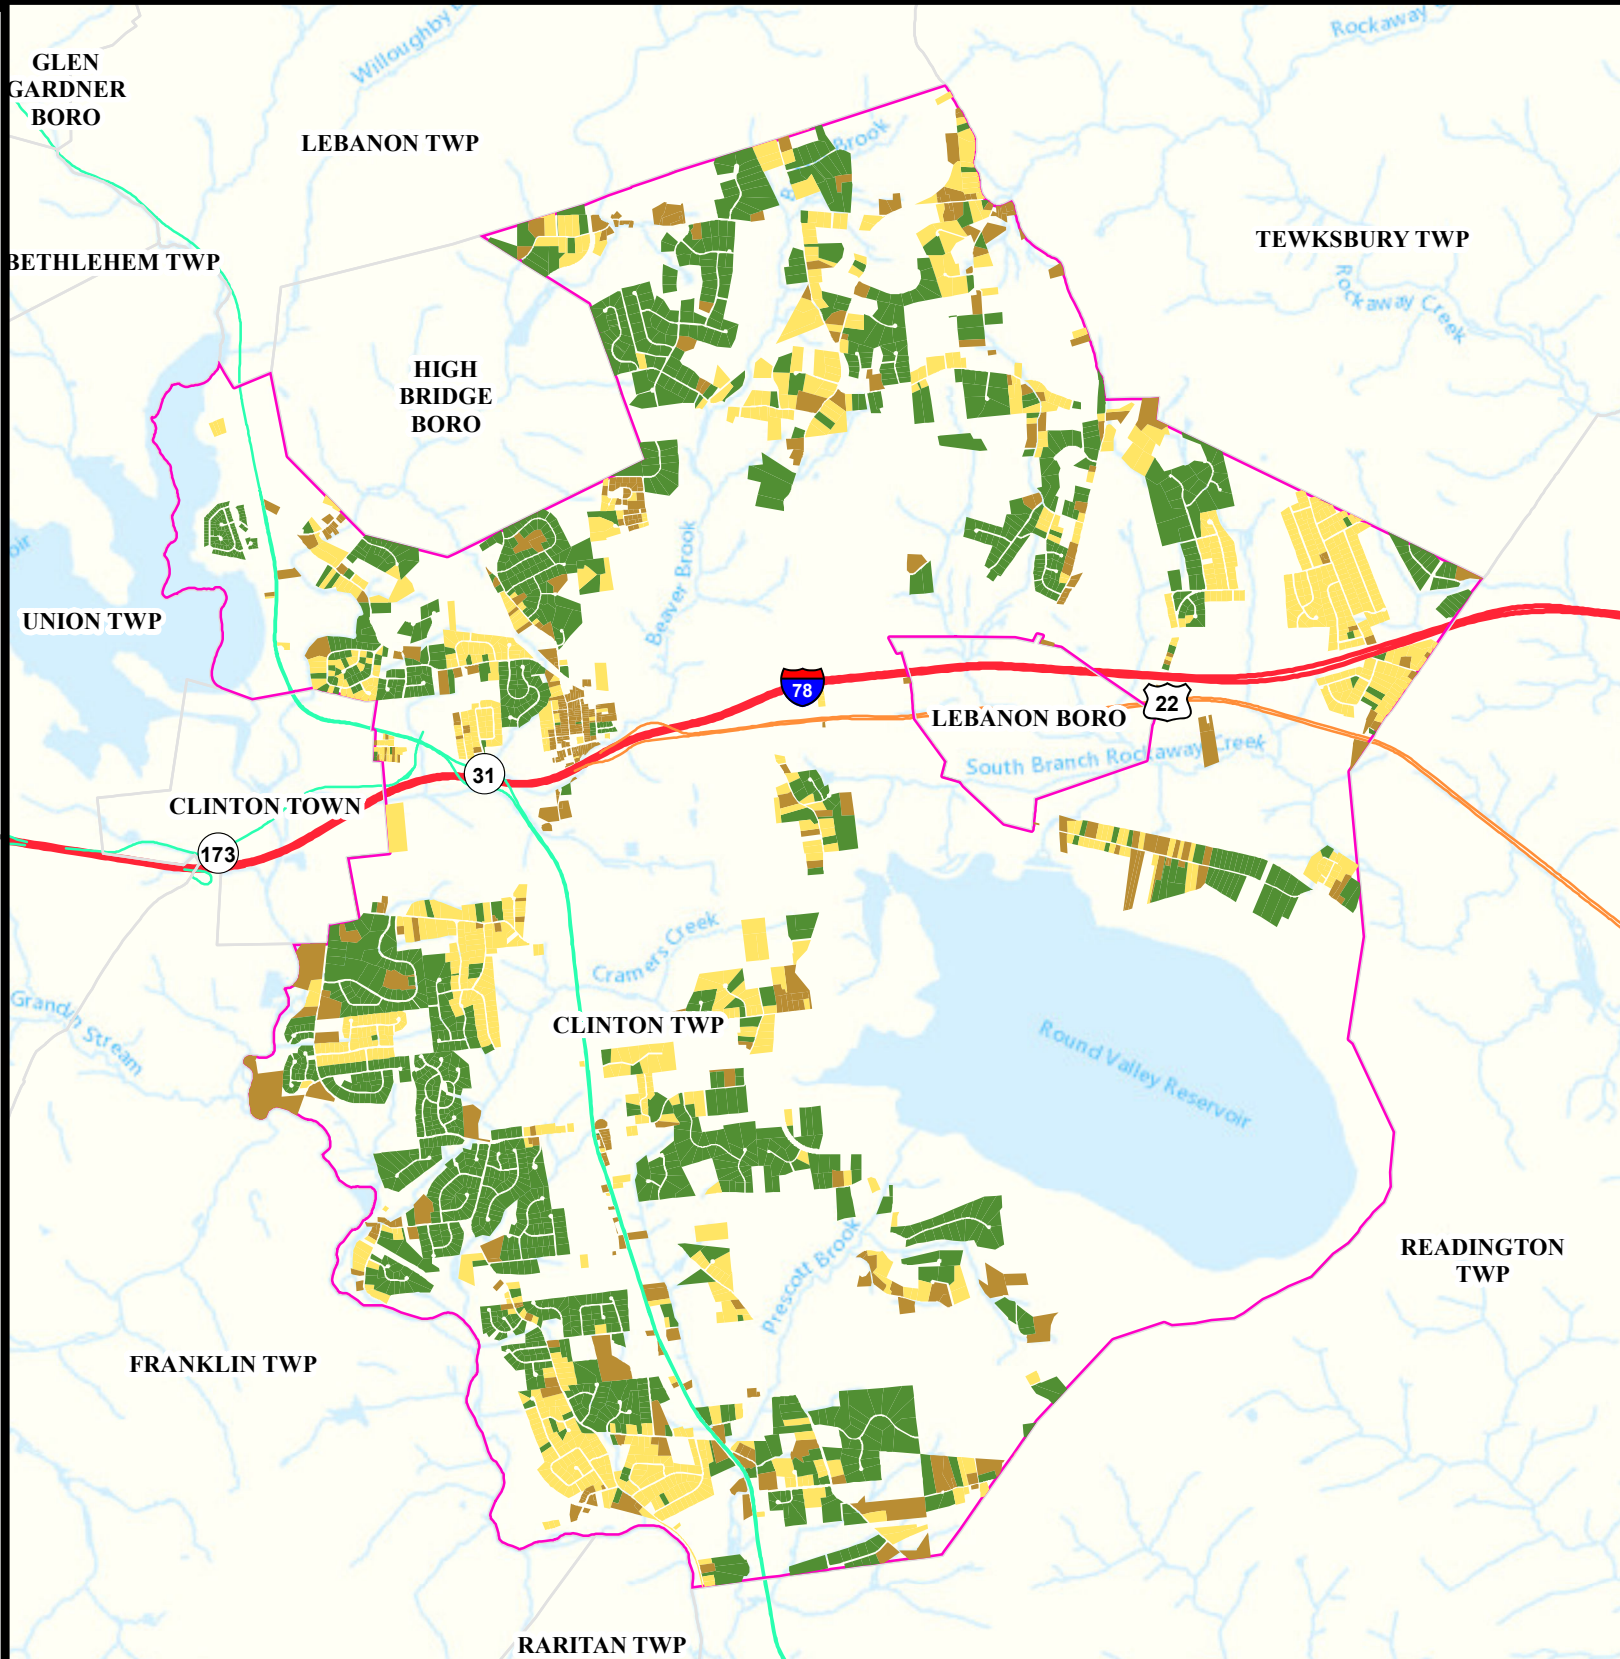 Rockaway
Willoughby
GLEN
GARDNER
BORO
LEBANON TWP
Brook
TEWKSBURY TWP
BETHLEHEM TWP
Rockaway Creek
HIGH
BRIDGE
BORO
Beaver Brook
UNION TWP
78
22
LEBANON BORO
South Branch Rockaway Creek
31
CLINTON TOWN
173
Cramers Creek
Grandin Stream
CLINTON TWP
Round Valley Reservoir
READINGTON
TWP
Prescott Brook
FRANKLIN TWP
RARITAN TWP